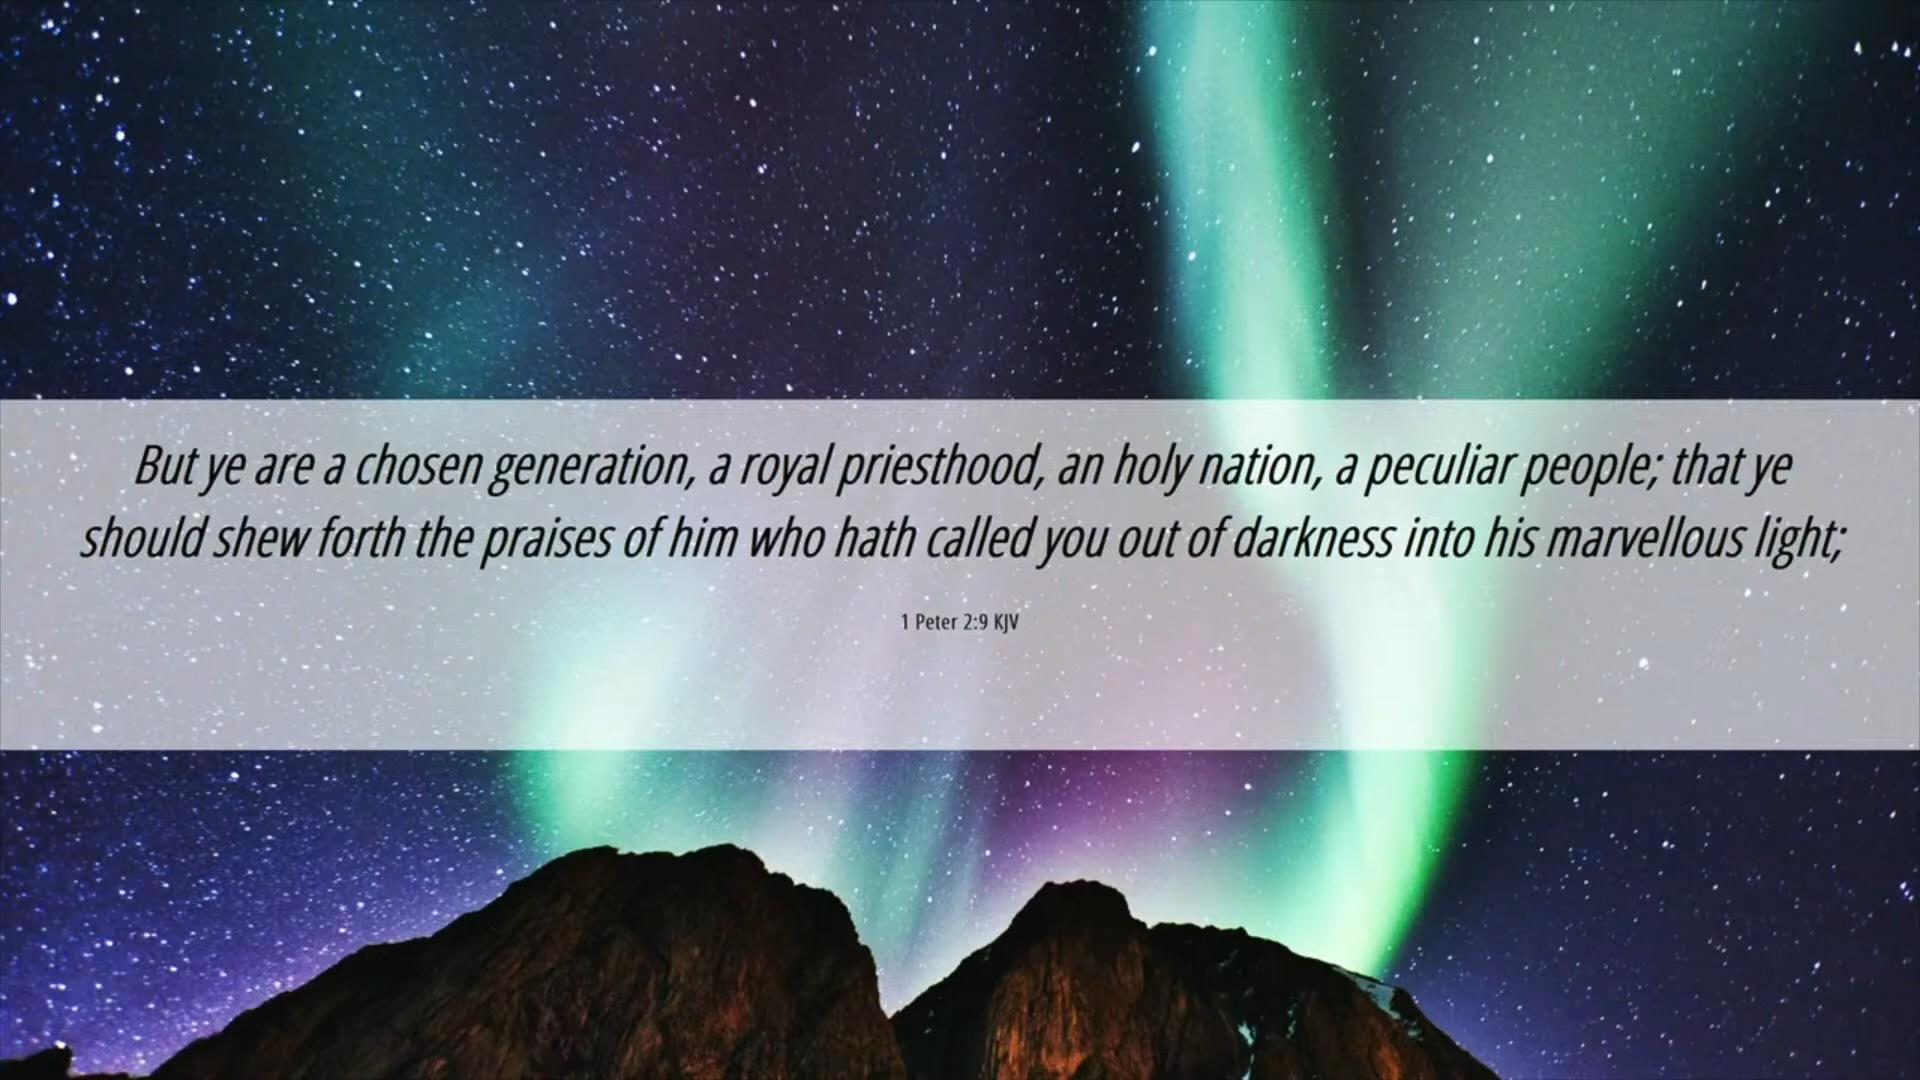 But ye are a chosen generation, a royal priesthood, an holy nation, a peculiar people; that ye
should shew forth the praises of him who hath called you out of darkness into his marvellous light;
1 Peter 2:9 KJV